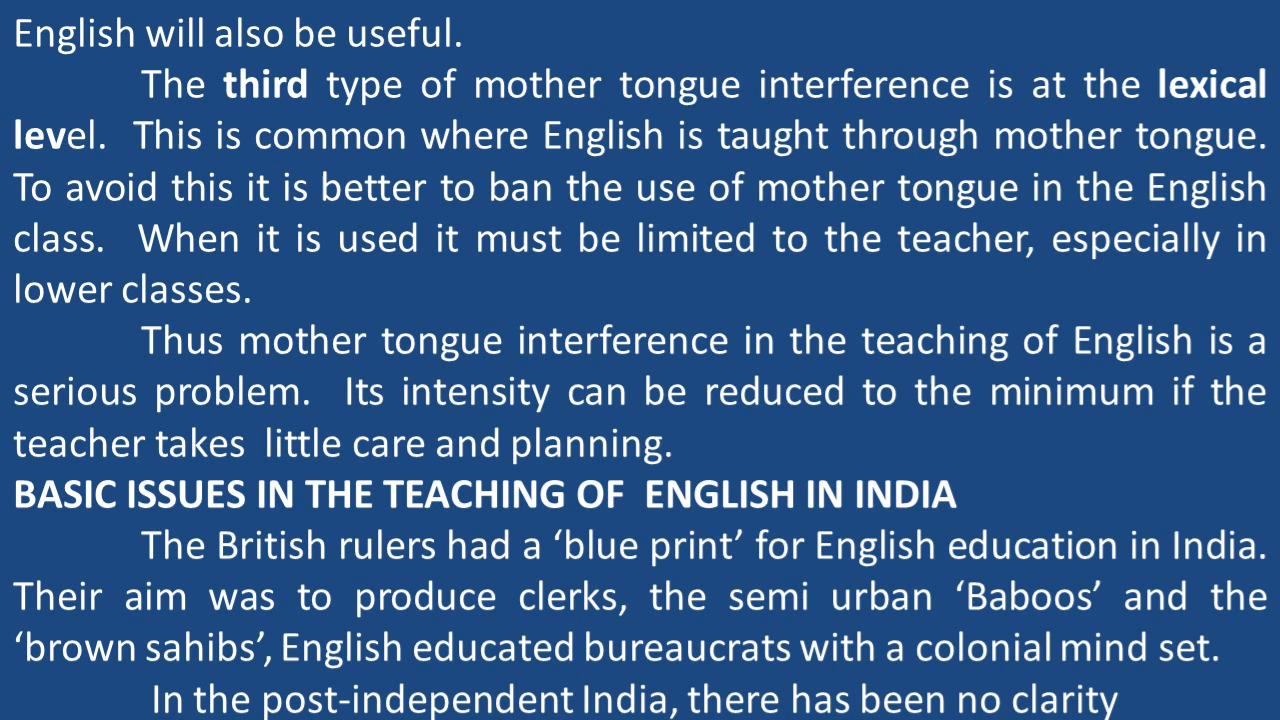 English will also be useful.
The third type of mother tongue interference is at the lexical
level. This is common where English is taught through mother tongue.
To avoid this it is better to ban the use of mother tongue in the English
class. When it is used it must be limited to the teacher, especially in
lower classes.
Thus mother tongue interference in the teaching of English is a
serious problem. Its intensity can be reduced to the minimum if the
teacher takes little care and planning.
BASIC ISSUES IN THE TEACHING OF ENGLISH IN INDIA
The British rulers had a ‘blue print’ for English education in India.
Their aim was to produce clerks, the semi urban ‘Baboos’ and the
‘brown sahibs’, English educated bureaucrats with a colonial mind set.
In the post-independent India, there has been no clarity